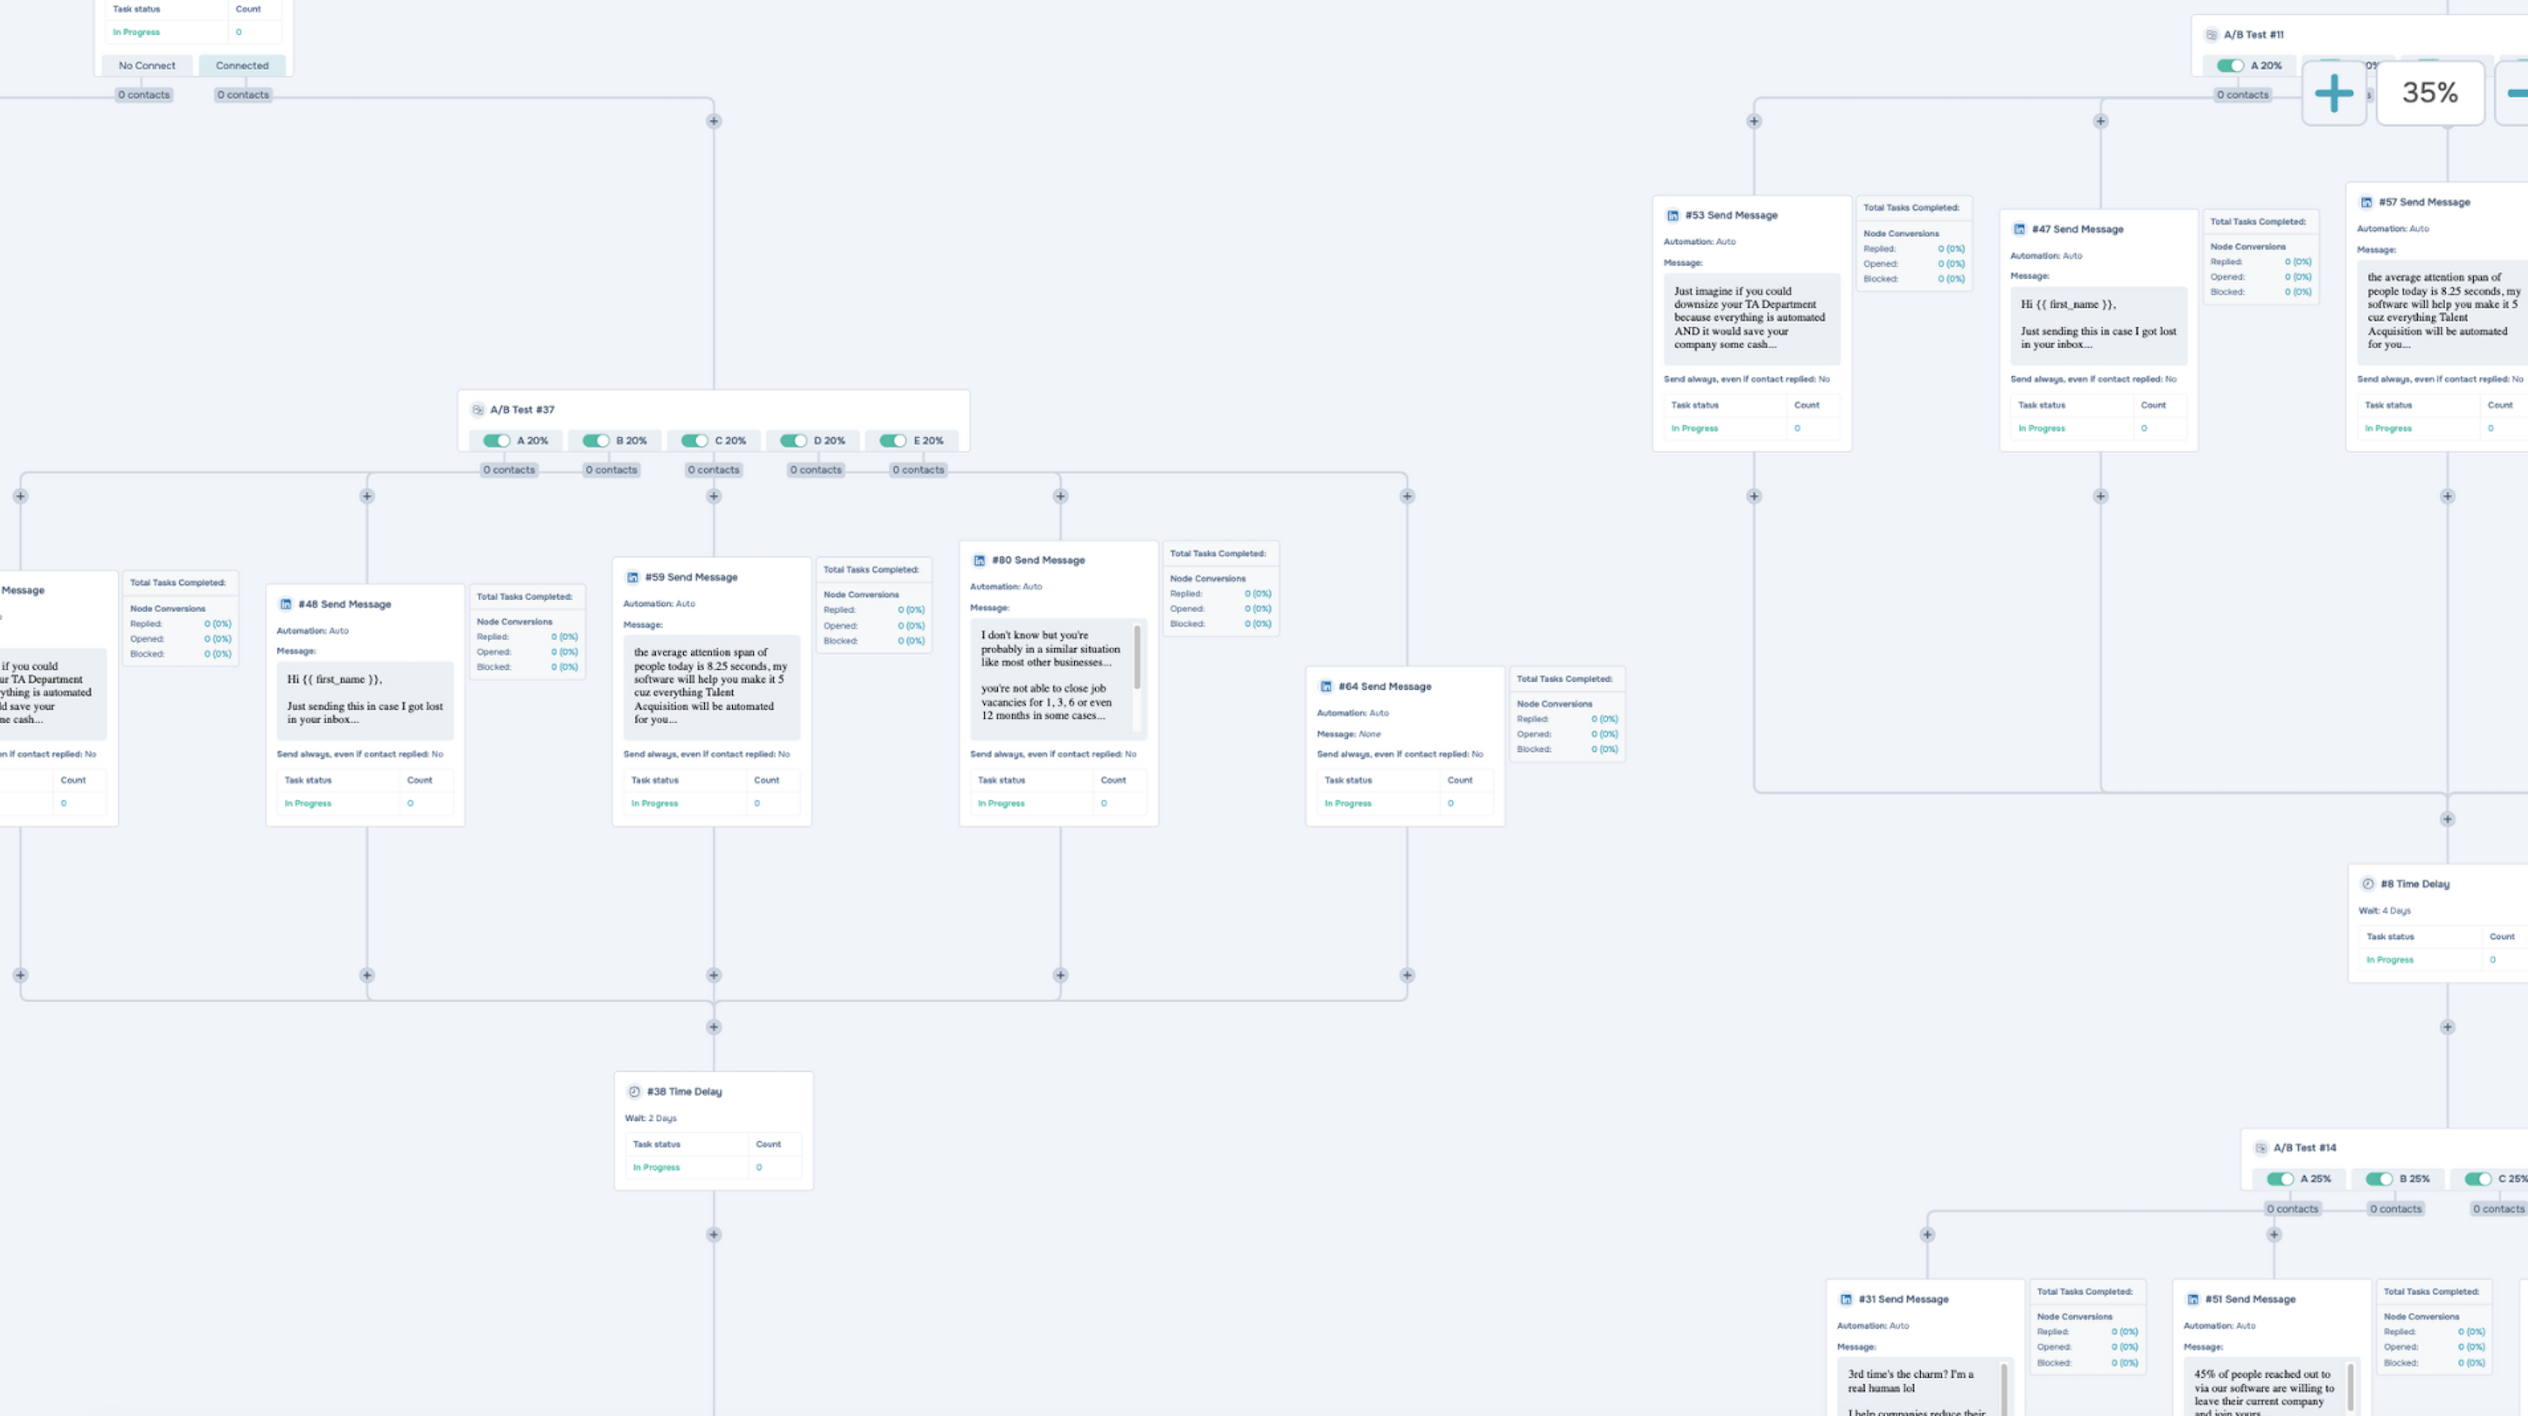 Task status Count
In Progress 0
No Connect Connected
0 contacts 0 contacts
A/B Test #11
A 20%
0 contacts
35%
#53 Send Message
Automation: Auto
Message:
Just imagine if you could
downsize your TA Department
because everything is automated
AND it would save your
company some cash...
Send always, even if contact replied: No
Task status Count
In Progress 0
Total Tasks Completed:
Node Conversions
Replied: 0 (0%)
Opened: 0 (0%)
Blocked: 0 (0%)
#47 Send Message
Automation: Auto
Message:
Hi {{ first_name }},
Just sending this in case I got lost
in your inbox...
Send always, even if contact replied: No
Task status Count
In Progress 0
Total Tasks Completed:
Node Conversions
Replied: 0 (0%)
Opened: 0 (0%)
Blocked: 0 (0%)
#57 Send Message
Automation: Auto
Message:
the average attention span of
people today is 8.25 seconds, my
software will help you make it 5
cuz everything Talent
Acquisition will be automated
for you...
Send always, even if contact replied: No
Task status Count
In Progress 0
A/B Test #37
A 20% B 20% C 20% D 20% E 20%
0 contacts 0 contacts 0 contacts 0 contacts 0 contacts
Message
if you could
ur TA Department
ything is automated
ld save your
ne cash...
n if contact replied: No
Count
0
Total Tasks Completed:
Node Conversions
Replied: 0 (0%)
Opened: 0 (0%)
Blocked: 0 (0%)
#48 Send Message
Automation: Auto
Message:
Hi {{ first_name }},
Just sending this in case I got lost
in your inbox...
Send always, even if contact replied: No
Task status Count
In Progress 0
Total Tasks Completed:
Node Conversions
Replied: 0 (0%)
Opened: 0 (0%)
Blocked: 0 (0%)
#59 Send Message
Automation: Auto
Message:
the average attention span of
people today is 8.25 seconds, my
software will help you make it 5
cuz everything Talent
Acquisition will be automated
for you...
Send always, even if contact replied: No
Task status Count
In Progress 0
Total Tasks Completed:
Node Conversions
Replied: 0 (0%)
Opened: 0 (0%)
Blocked: 0 (0%)
#80 Send Message
Automation: Auto
Message:
I don't know but you're
probably in a similar situation
like most other businesses...
you're not able to close job
vacancies for 1, 3, 6 or even
12 months in some cases...
Send always, even if contact replied: No
Task status Count
In Progress 0
Total Tasks Completed:
Node Conversions
Replied: 0 (0%)
Opened: 0 (0%)
Blocked: 0 (0%)
#64 Send Message
Automation: Auto
Message: None
Send always, even if contact replied: No
Task status Count
In Progress 0
Total Tasks Completed:
Node Conversions
Replied: 0 (0%)
Opened: 0 (0%)
Blocked: 0 (0%)
#8 Time Delay
Wait: 4 Days
Task status Count
In Progress 0
#38 Time Delay
Wait: 2 Days
Task status Count
In Progress 0
A/B Test #14
A 25% B 25% C 25%
0 contacts 0 contacts 0 contacts
#31 Send Message
Automation: Auto
Message:
3rd time's the charm? I'm a
real human lol
I help companies reduce their
Total Tasks Completed:
Node Conversions
Replied: 0 (0%)
Opened: 0 (0%)
Blocked: 0 (0%)
#51 Send Message
Automation: Auto
Message:
45% of people reached out to
via our software are willing to
leave their current company
and join yours
Total Tasks Completed:
Node Conversions
Replied: 0 (0%)
Opened: 0 (0%)
Blocked: 0 (0%)